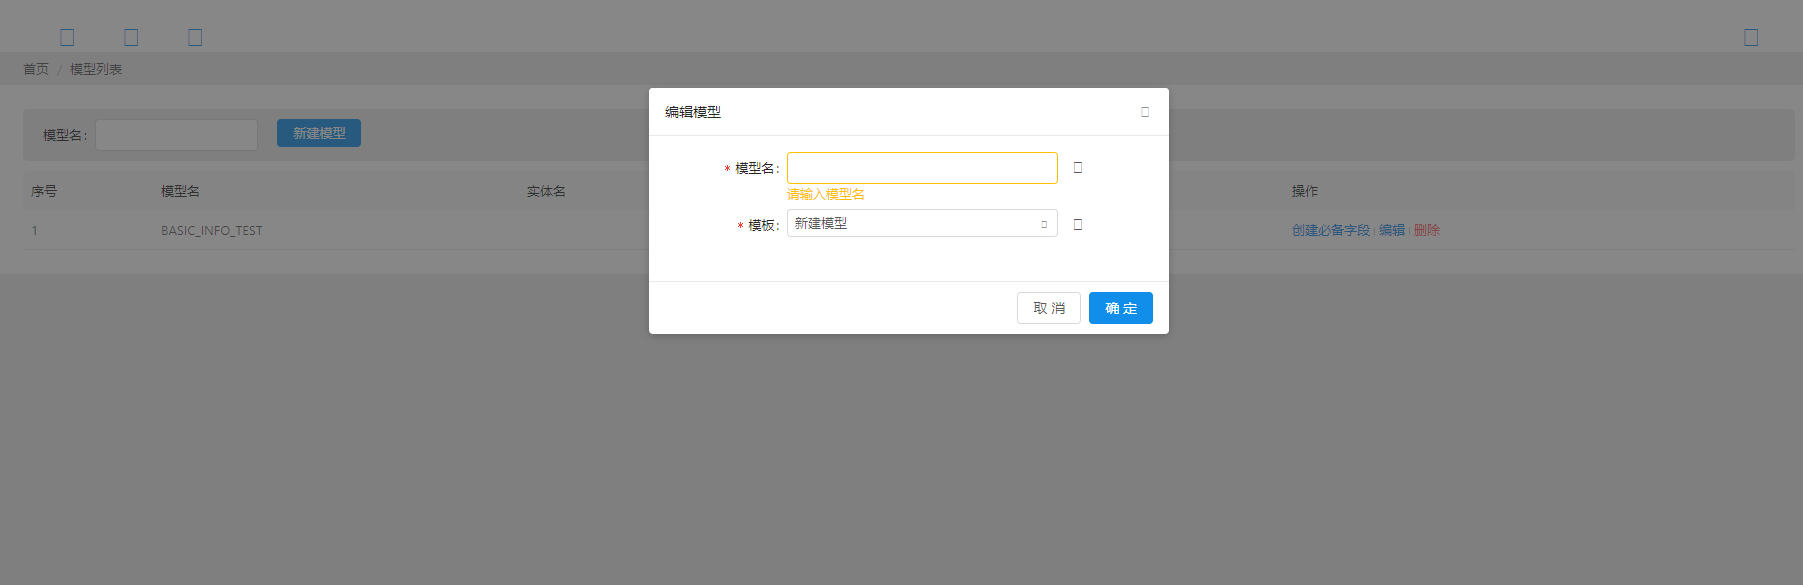 首页 / 模型列表
模型名: 新建模型
序号 模型名 实体名 操作
1 BASIC_INFO_TEST 创建必备字段 | 编辑 | 删除
编辑模型
* 模型名:
请输入模型名
* 模板: 新建模型
取 消 确 定